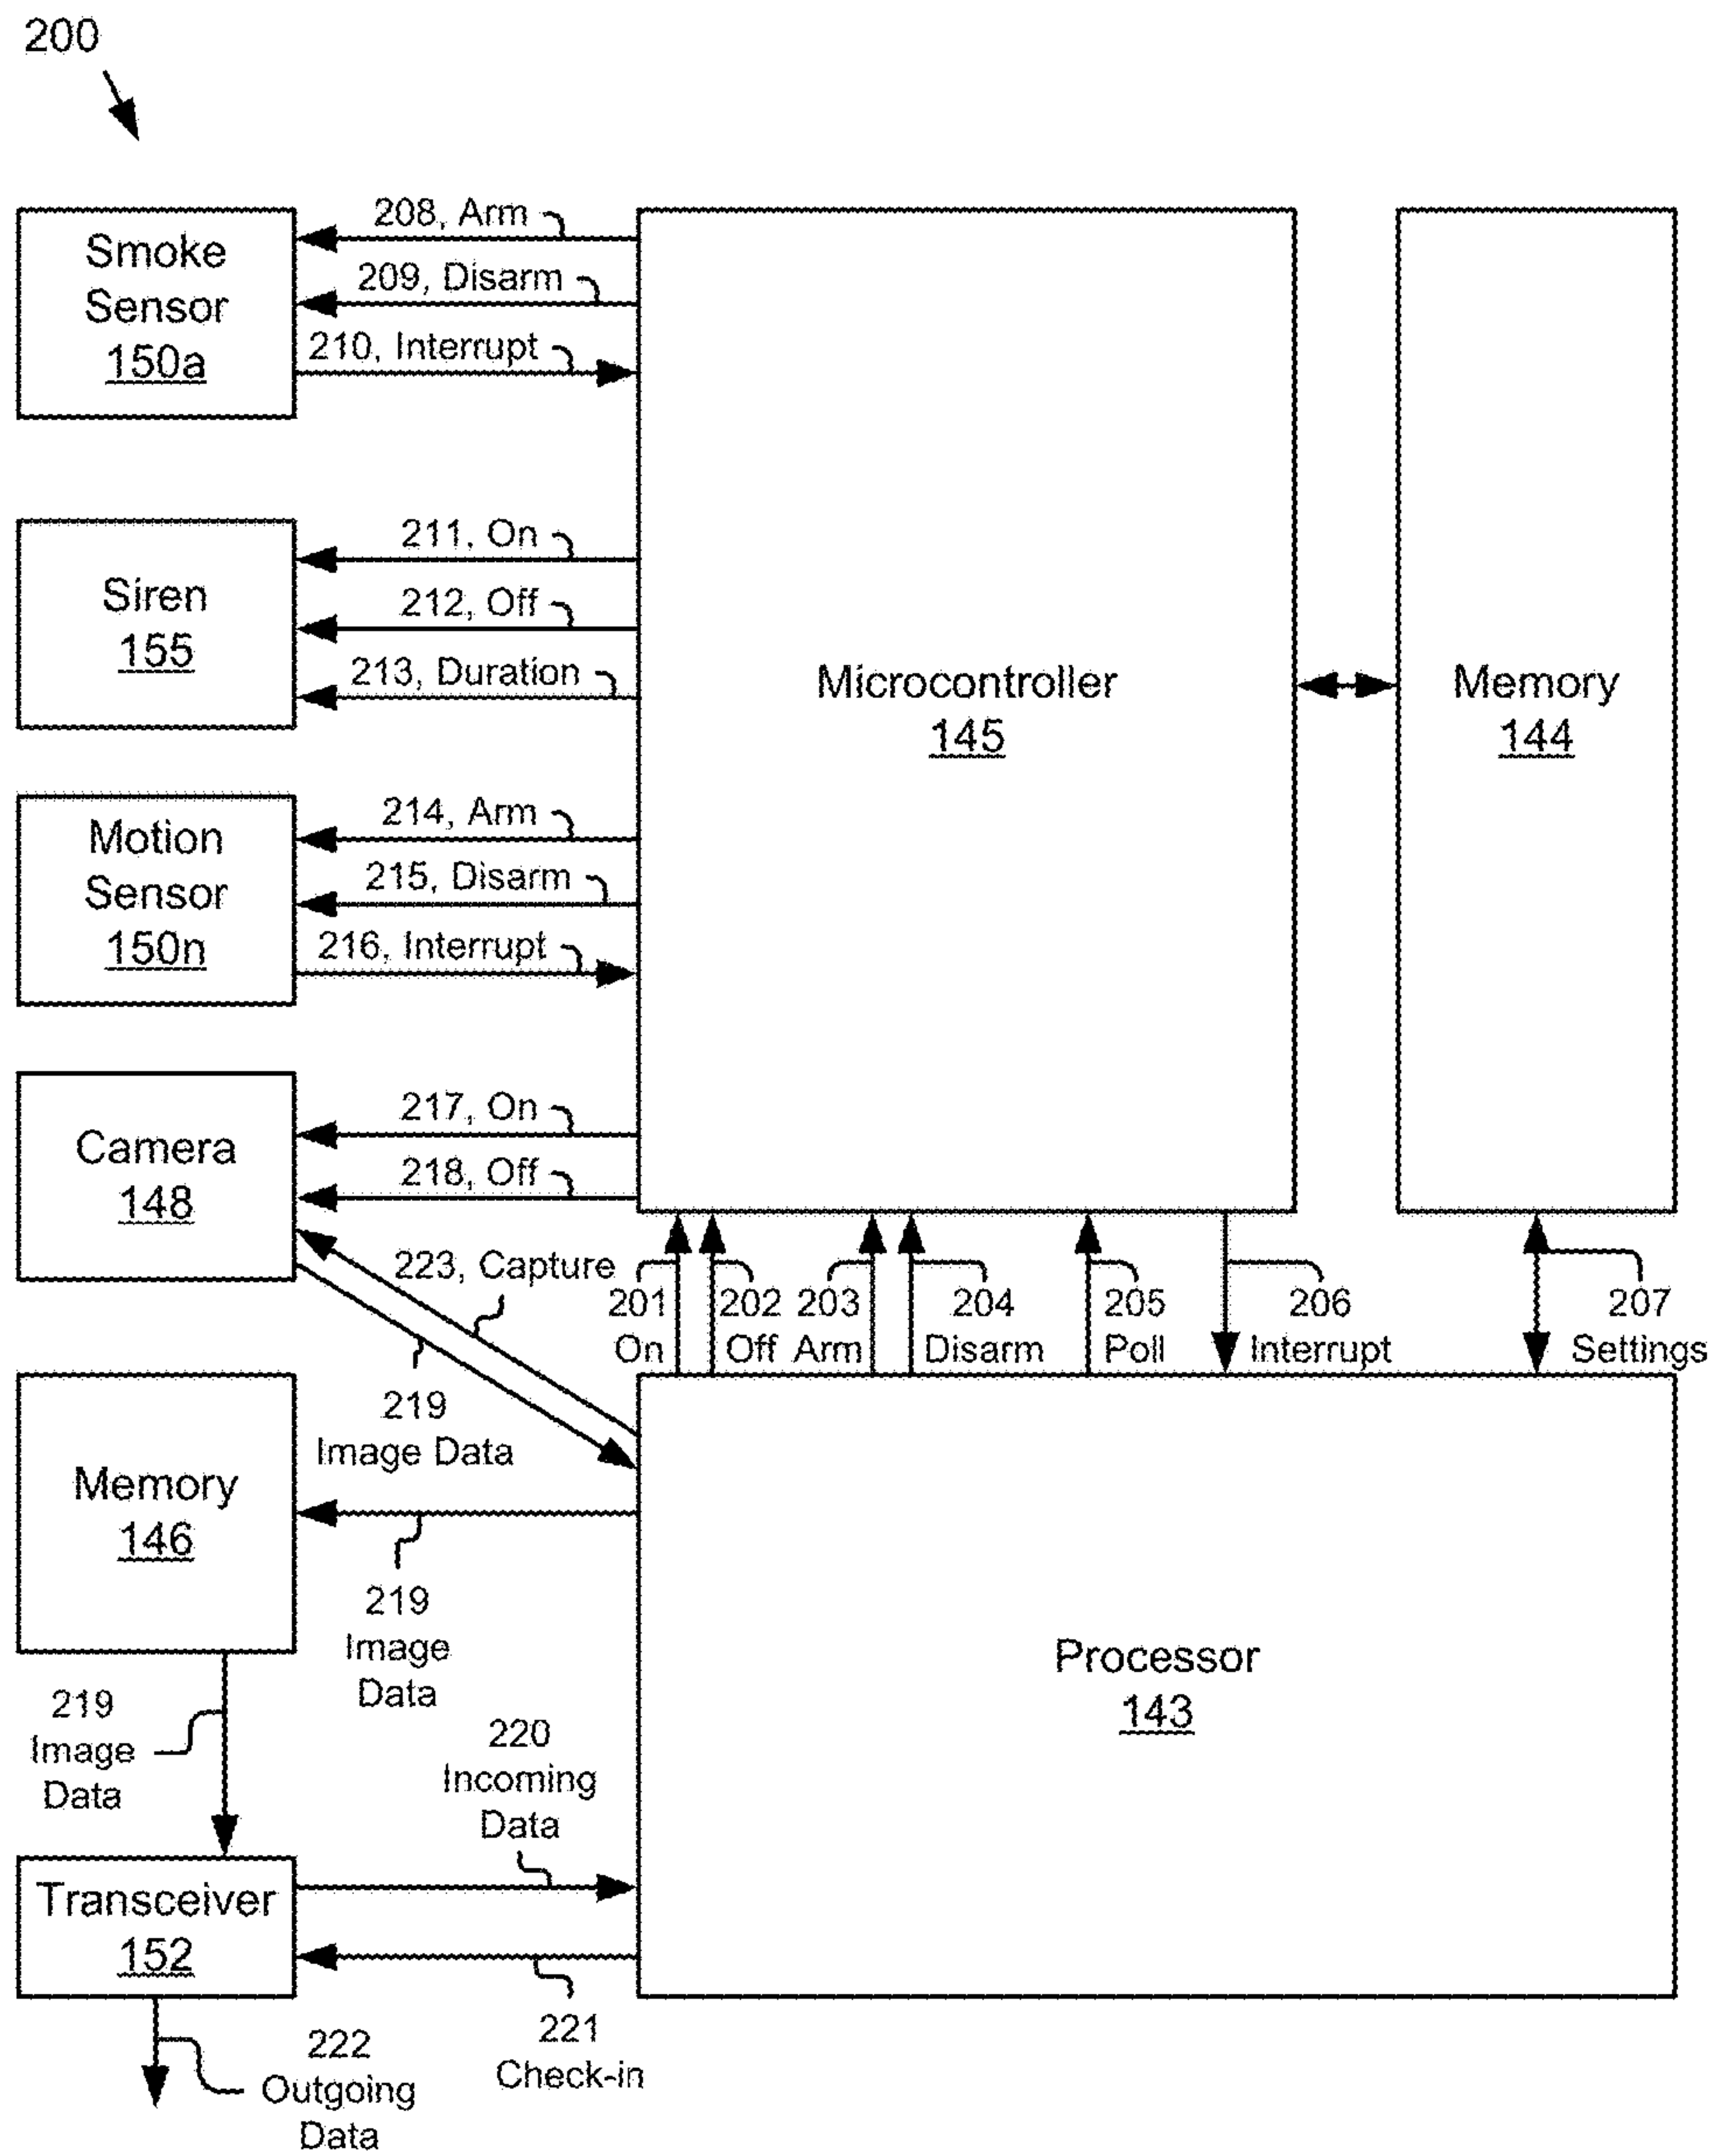 200
Smoke
Sensor
150a
208, Arm
209, Disarm
210, Interrupt
Siren
155
211, On
212, Off
213, Duration
Microcontroller
145
Memory
144
Motion
Sensor
150n
214, Arm
215, Disarm
216, Interrupt
Camera
148
217, On
218, Off
223, Capture
219
Image Data
201
On
202
Off
203
Arm
204
Disarm
205
Poll
206
Interrupt
207
Settings
Memory
146
219
Image
Data
Processor
143
219
Image
Data
220
Incoming
Data
Transceiver
152
221
Check-in
222
Outgoing
Data